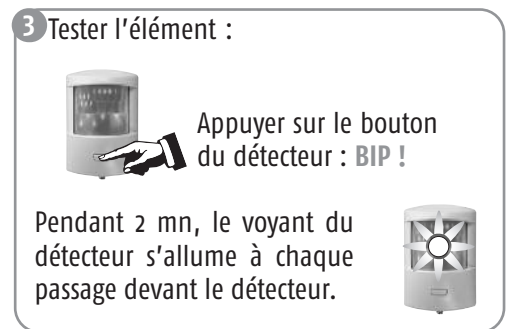 3 Tester l'élément :
Appuyer sur le bouton
du détecteur : BIP !
Pendant 2 mn, le voyant du
détecteur s'allume à chaque
passage devant le détecteur.